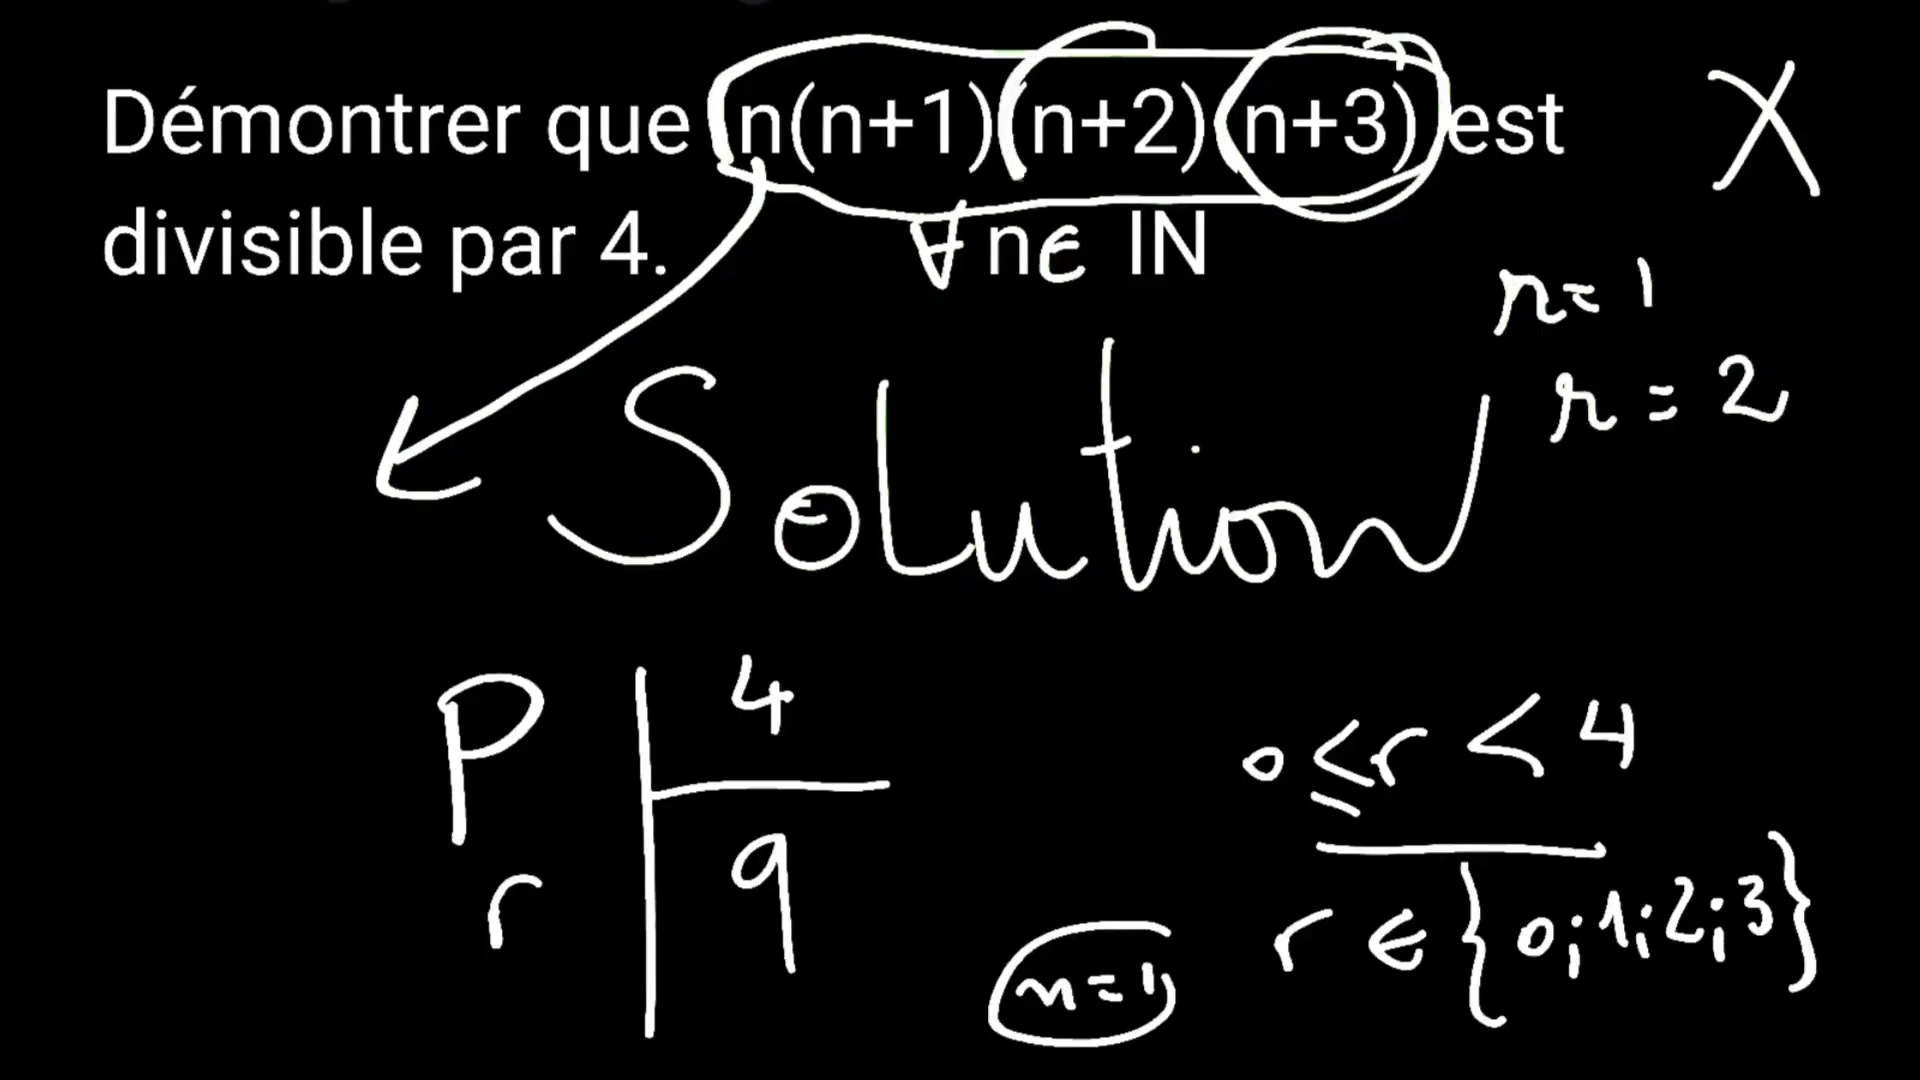 Démontrer que n(n+1)(n+2)(n+3) est X
divisible par 4. ∀ n∈ IN
r=1
r=2
Solution
P 4
r q
0≤r<4
r∈{0;1;2;3}
n=1